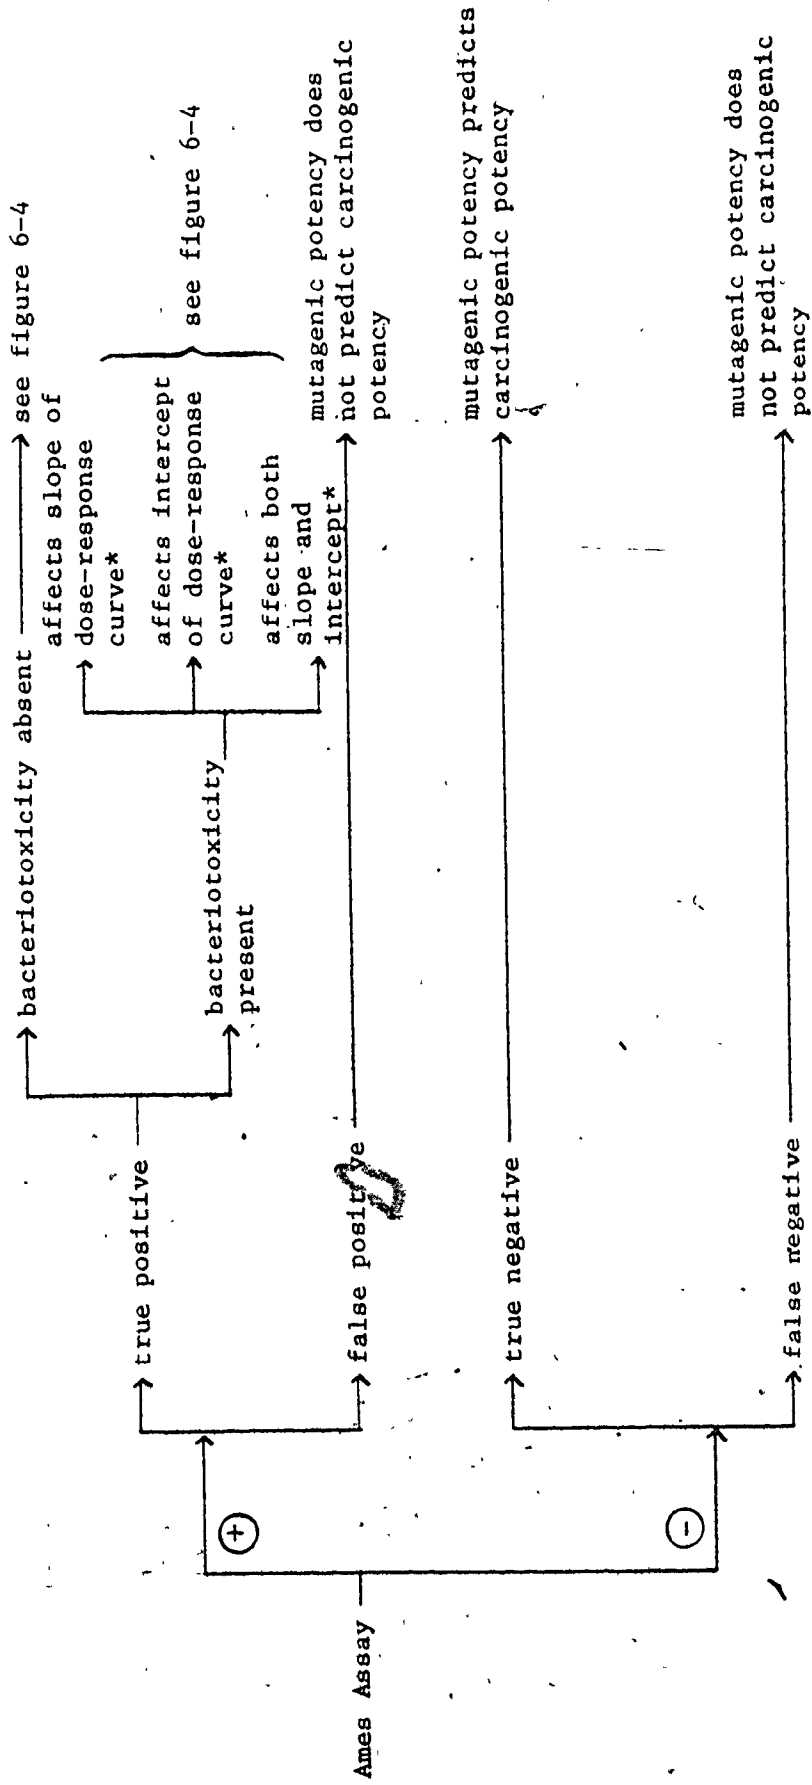 Ames Assay
+
-
true positive
false positive
true negative
false negative
bacteriotoxicity absent
bacteriotoxicity
present
see figure 6-4
affects slope of
dose-response
curve*
affects intercept
of dose-response
curve*
affects both
slope and
intercept*
see figure 6-4
mutagenic potency does
not predict carcinogenic
potency
mutagenic potency predicts
carcinogenic potency
mutagenic potency does
not predict carcinogenic
potency